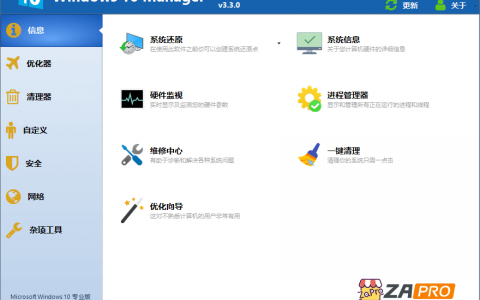 Windows 10 Manager
v3.3.0
更新
关于
信息
优化器
清理器
自定义
安全
网络
杂项工具
系统还原
在使用此软件之前你可以创建系统还原点
系统信息
关于您计算机硬件的详细信息
硬件监视
实时显示及监测您的硬件参数
进程管理器
显示和管理所有正在运行的进程和线程
维修中心
有助于诊断和解决各种系统问题
一键清理
清理你的系统只需一点击
优化向导
这对不熟悉计算机的用户非常有用
Microsoft Windows 10 专业版
ZaPro
ZAPRO